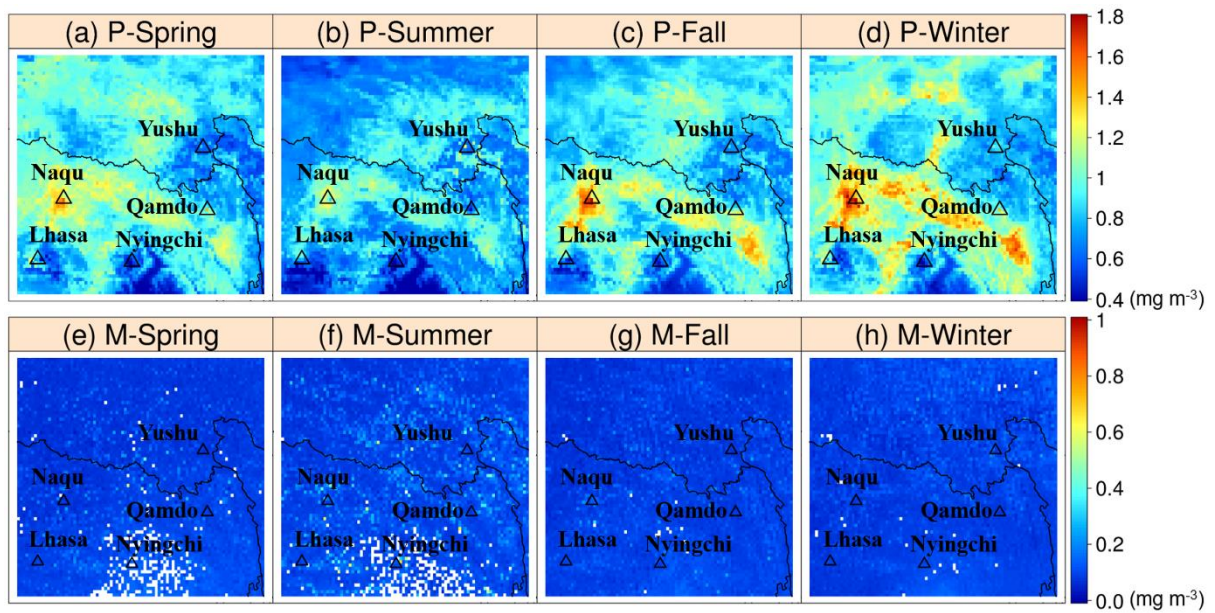 (a) P-Spring
(b) P-Summer
(c) P-Fall
(d) P-Winter
1.8
1.6
1.4
1.2
1
0.8
0.6
0.4 (mg m⁻³)
Yushu
Naqu
Qamdo
Lhasa
Nyingchi
Yushu
Naqu
Qamdo
Lhasa
Nyingchi
Yushu
Naqu
Qamdo
Lhasa
Nyingchi
Yushu
Naqu
Qamdo
Lhasa
Nyingchi
(e) M-Spring
(f) M-Summer
(g) M-Fall
(h) M-Winter
1
0.8
0.6
0.4
0.2
0.0 (mg m⁻³)
Yushu
Naqu
Qamdo
Lhasa
Nyingchi
Yushu
Naqu
Qamdo
Lhasa
Nyingchi
Yushu
Naqu
Qamdo
Lhasa
Nyingchi
Yushu
Naqu
Qamdo
Lhasa
Nyingchi